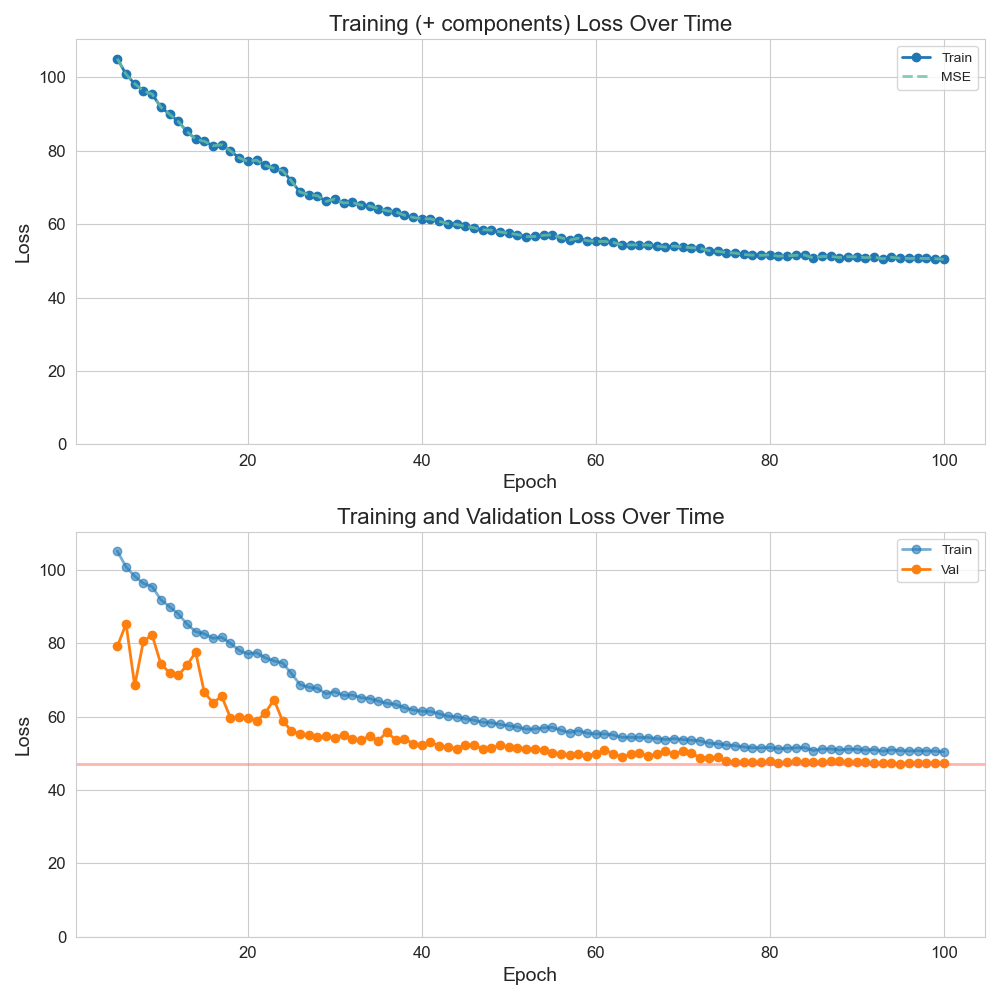 Training (+ components) Loss Over Time
Train
MSE
Loss
100
80
60
40
20
0
20 40 60 80 100
Epoch
Training and Validation Loss Over Time
Train
Val
Loss
100
80
60
40
20
0
20 40 60 80 100
Epoch